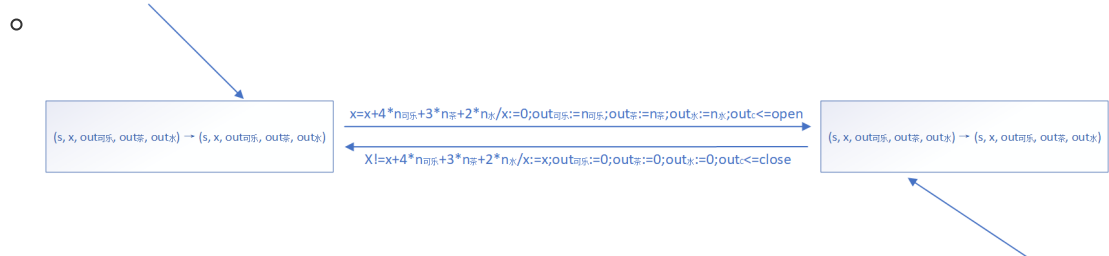 x=x+4*n可乐+3*n茶+2*n水/x:=0;out可乐:=n可乐;out茶:=n茶;out水:=n水;outc<=open
(s, x, out可乐, out茶, out水) → (s, x, out可乐, out茶, out水)
(s, x, out可乐, out茶, out水) → (s, x, out可乐, out茶, out水)
X!=x+4*n可乐+3*n茶+2*n水/x:=x;out可乐:=0;out茶:=0;out水:=0;outc<=close